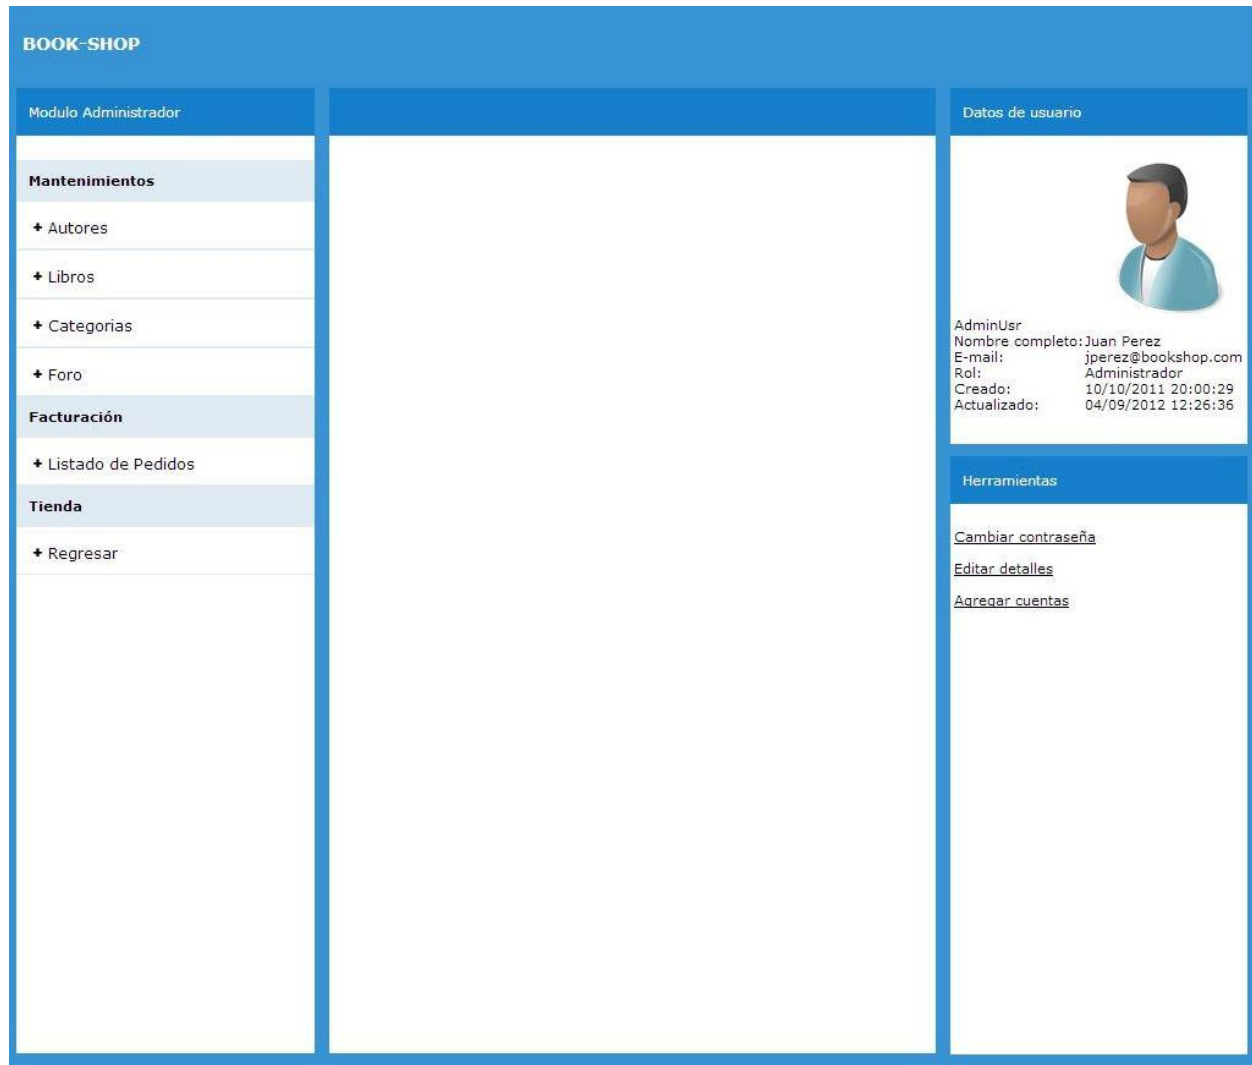 BOOK-SHOP
Modulo Administrador
Mantenimientos
+ Autores
+ Libros
+ Categorias
+ Foro
Facturación
+ Listado de Pedidos
Tienda
+ Regresar
Datos de usuario
AdminUsr
Nombre completo: Juan Perez
E-mail: jperez@bookshop.com
Rol: Administrador
Creado: 10/10/2011 20:00:29
Actualizado: 04/09/2012 12:26:36
Herramientas
Cambiar contraseña
Editar detalles
Agregar cuentas